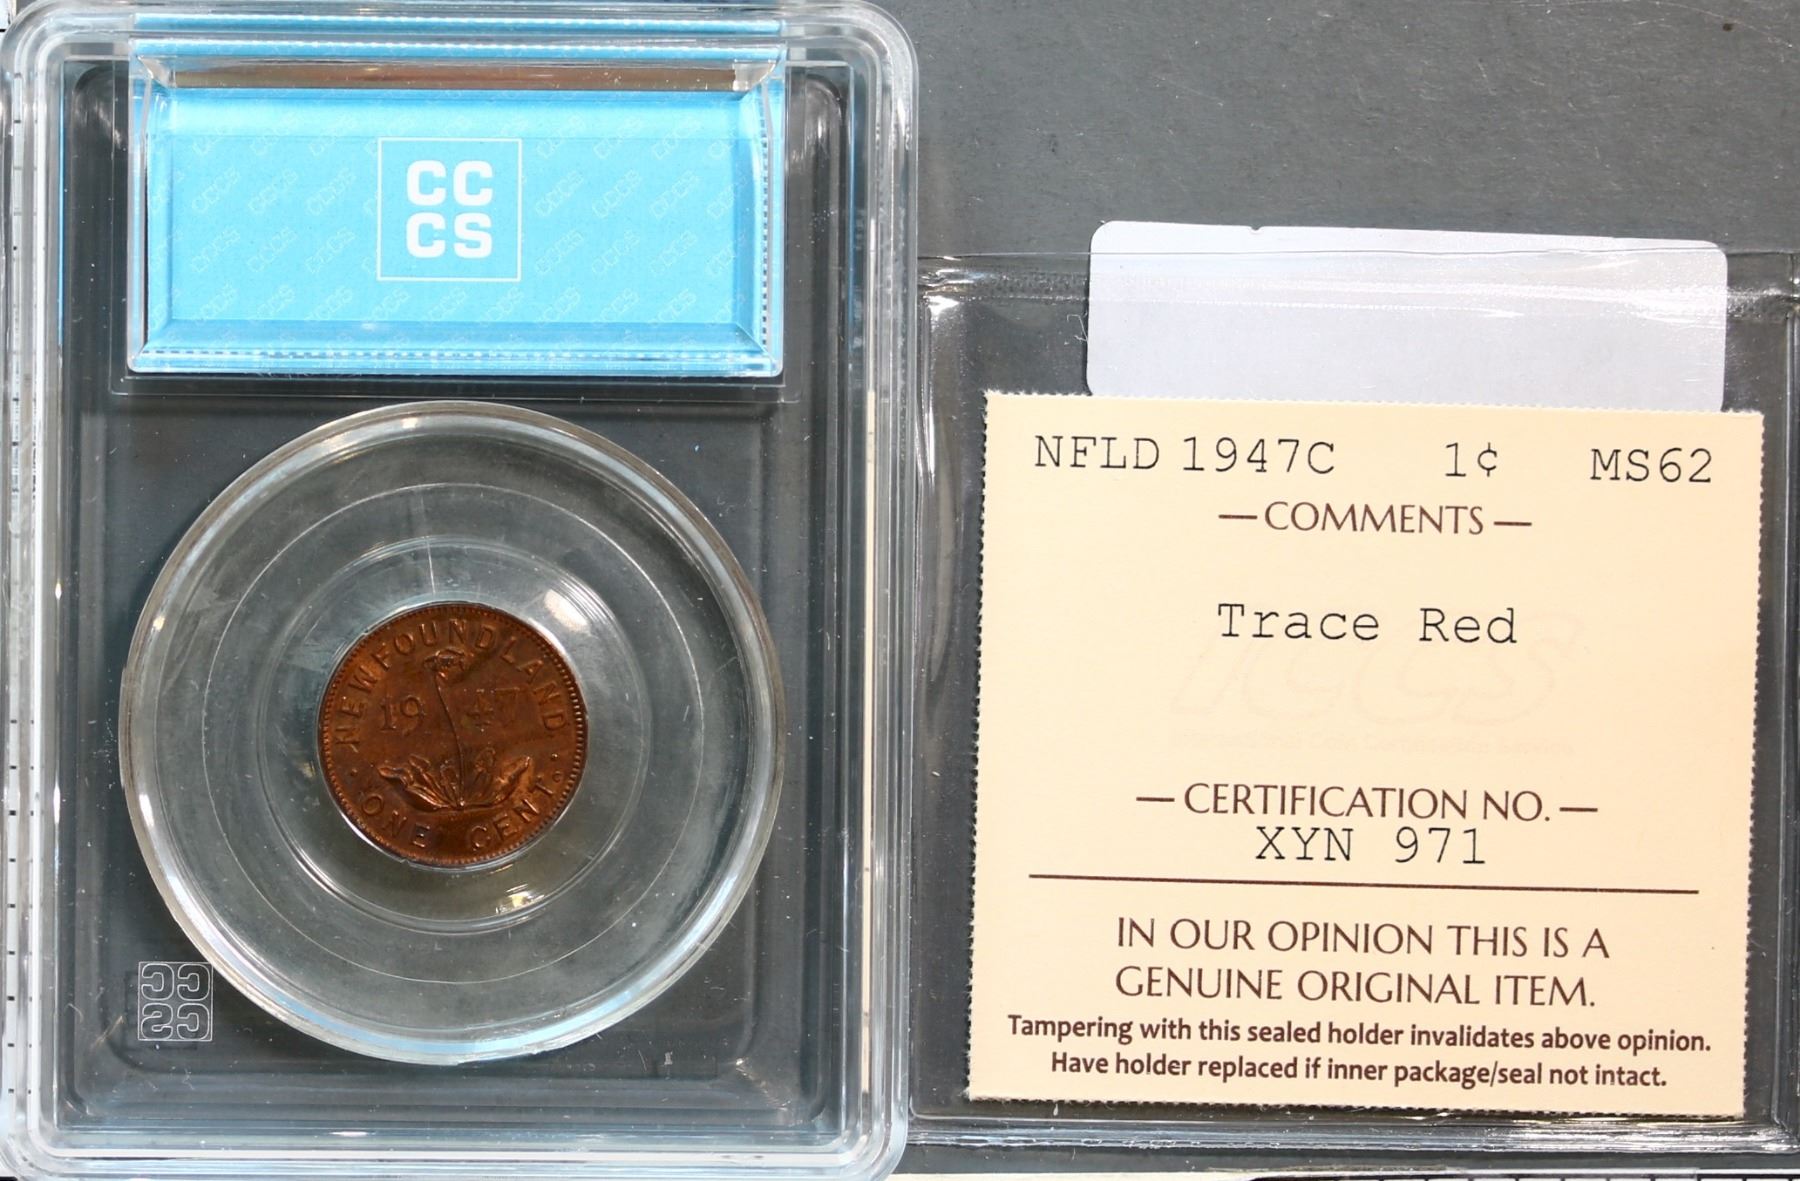 CC
CS
NEWFOUNDLAND
19 47
ONE CENT
C
CCCS
NFLD 1947C 1¢ MS62
— COMMENTS —
Trace Red
ICCS
— CERTIFICATION NO. —
XYN 971
IN OUR OPINION THIS IS A
GENUINE ORIGINAL ITEM.
Tampering with this sealed holder invalidates above opinion.
Have holder replaced if inner package/seal not intact.